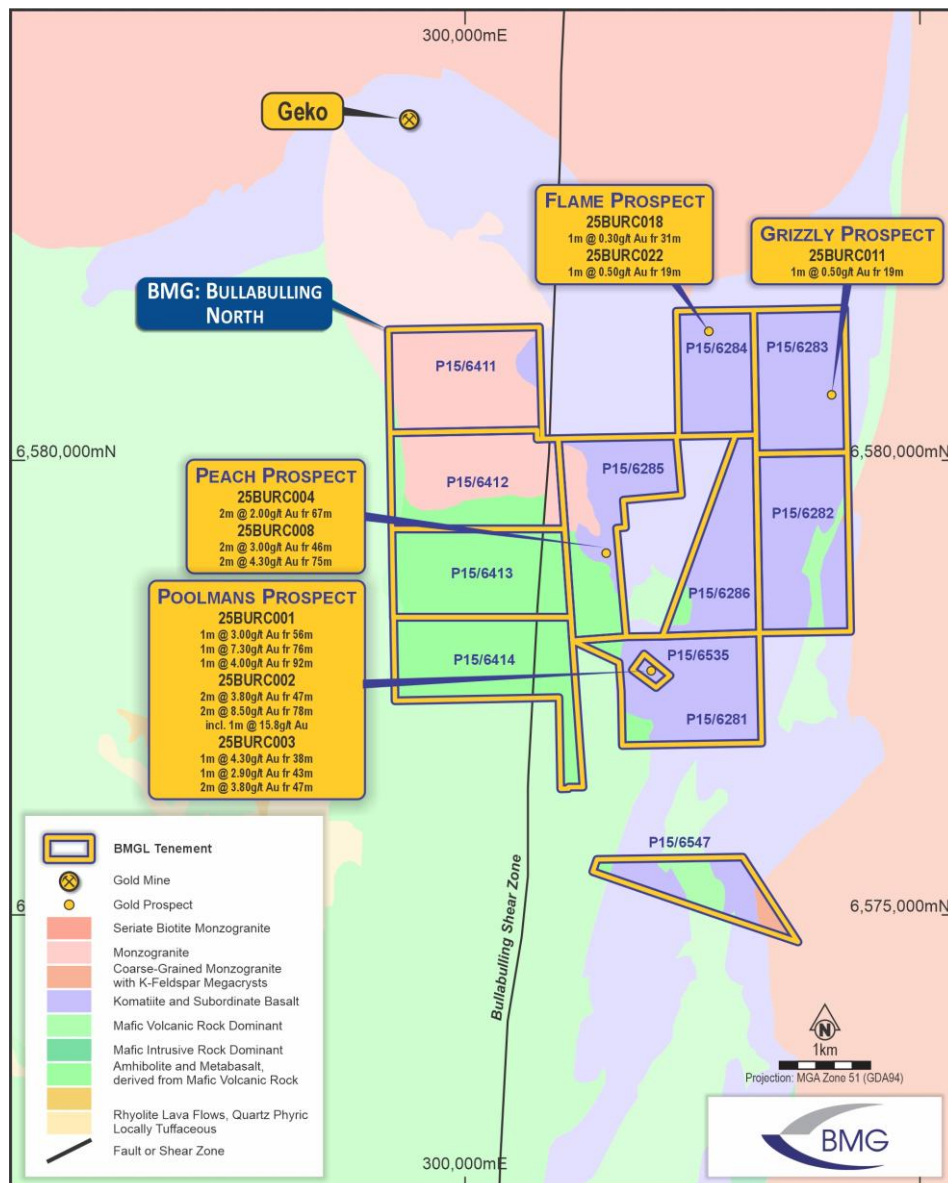 300,000mE
Geko
FLAME PROSPECT
25BURC018
1m @ 0.30g/t Au fr 31m
25BURC022
1m @ 0.50g/t Au fr 19m
GRIZZLY PROSPECT
25BURC011
1m @ 0.50g/t Au fr 19m
BMG: BULLABULLING
NORTH
P15/6411
P15/6284
P15/6283
6,580,000mN
6,580,000mN
P15/6412
P15/6285
P15/6282
PEACH PROSPECT
25BURC004
2m @ 2.00g/t Au fr 67m
25BURC008
2m @ 3.00g/t Au fr 46m
2m @ 4.30g/t Au fr 75m
P15/6413
P15/6286
POOLMANS PROSPECT
25BURC001
1m @ 3.00g/t Au fr 56m
1m @ 7.30g/t Au fr 76m
1m @ 4.00g/t Au fr 92m
25BURC002
2m @ 3.80g/t Au fr 47m
2m @ 8.50g/t Au fr 78m
incl. 1m @ 15.8g/t Au
25BURC003
1m @ 4.30g/t Au fr 38m
1m @ 2.90g/t Au fr 43m
2m @ 3.80g/t Au fr 47m
P15/6414
P15/6535
P15/6281
P15/6547
Bullabulling Shear Zone
6,575,000mN
BMGL Tenement
Gold Mine
Gold Prospect
Seriate Biotite Monzogranite
Monzogranite
Coarse-Grained Monzogranite
with K-Feldspar Megacrysts
Komatiite and Subordinate Basalt
Mafic Volcanic Rock Dominant
Mafic Intrusive Rock Dominant
Amhibolite and Metabasalt,
derived from Mafic Volcanic Rock
Rhyolite Lava Flows, Quartz Phyric
Locally Tuffaceous
Fault or Shear Zone
N
1km
Projection: MGA Zone 51 (GDA94)
BMG
300,000mE